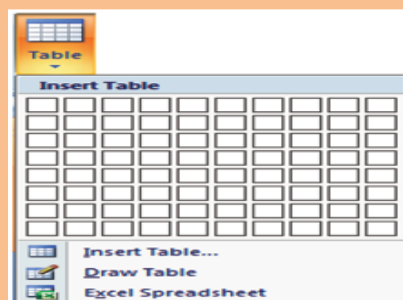 Table
Insert Table
Insert Table...
Draw Table
Excel Spreadsheet